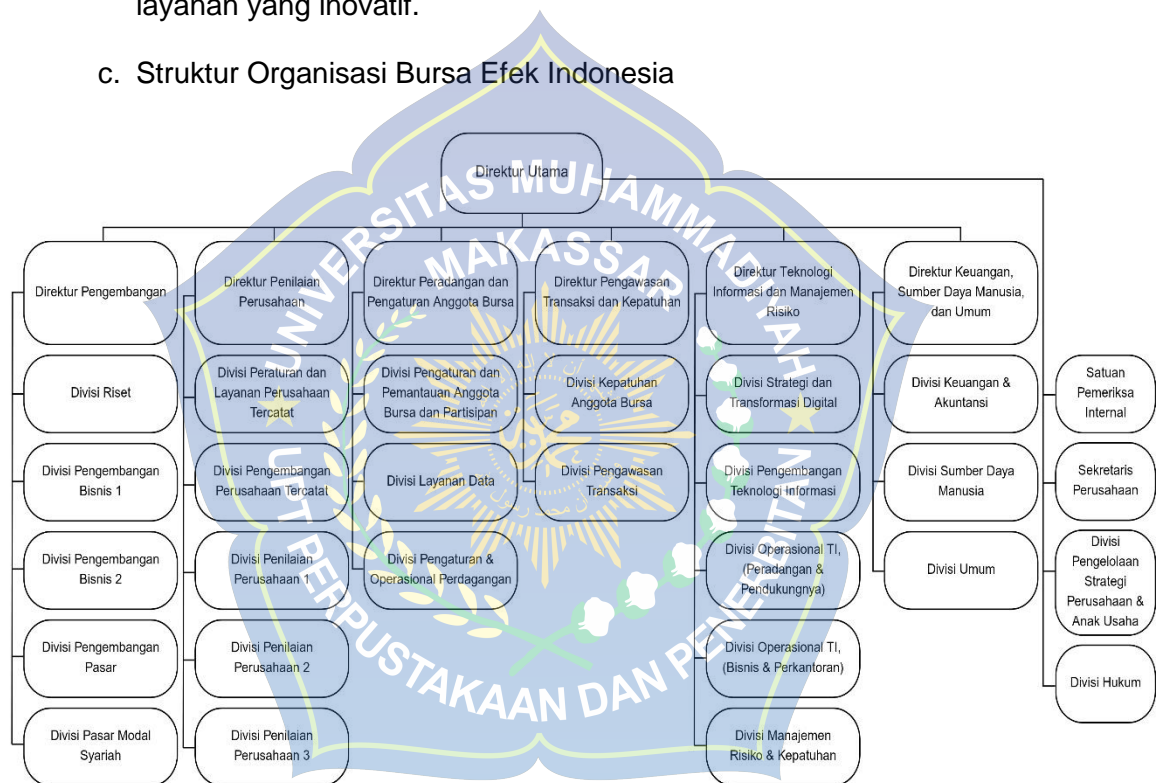 layanan yang inovatif.
c. Struktur Organisasi Bursa Efek Indonesia
Direktur Utama
Direktur Pengembangan
Direktur Penilaian
Perusahaan
Direktur Peradangan dan
Pengaturan Anggota Bursa
Direktur Pengawasan
Transaksi dan Kepatuhan
Direktur Teknologi
Informasi dan Manajemen
Risiko
Direktur Keuangan,
Sumber Daya Manusia,
dan Umum
Divisi Riset
Divisi Peraturan dan
Layanan Perusahaan
Tercatat
Divisi Pengaturan dan
Pemantauan Anggota
Bursa dan Partisipan
Divisi Kepatuhan
Anggota Bursa
Divisi Strategi dan
Transformasi Digital
Divisi Keuangan &
Akuntansi
Satuan
Pemeriksa
Internal
Divisi Pengembangan
Bisnis 1
Divisi Pengembangan
Perusahaan Tercatat
Divisi Layanan Data
Divisi Pengawasan
Transaksi
Divisi Pengembangan
Teknologi Informasi
Divisi Sumber Daya
Manusia
Sekretaris
Perusahaan
Divisi Pengembangan
Bisnis 2
Divisi Penilaian
Perusahaan 1
Divisi Pengaturan &
Operasional Perdagangan
Divisi Operasional TI,
(Peradangan &
Pendukungnya)
Divisi Umum
Divisi
Pengelolaan
Strategi
Perusahaan &
Anak Usaha
Divisi Pengembangan
Pasar
Divisi Penilaian
Perusahaan 2
Divisi Operasional TI,
(Bisnis & Perkantoran)
Divisi Hukum
Divisi Pasar Modal
Syariah
Divisi Penilaian
Perusahaan 3
Divisi Manajemen
Risiko & Kepatuhan
UNIVERSITAS MUHAMMADIYAH
MAKASSAR
UPT PERPUSTAKAAN DAN PENERBITAN